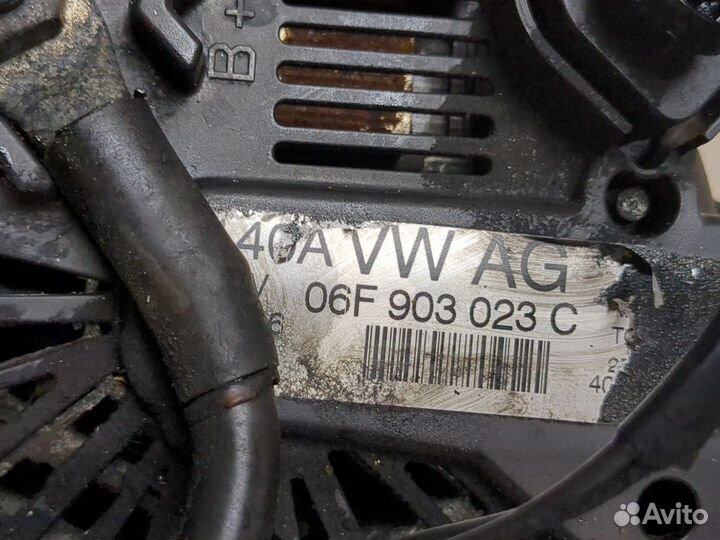 B+
40A VW AG
06F 903 023 C
Avito